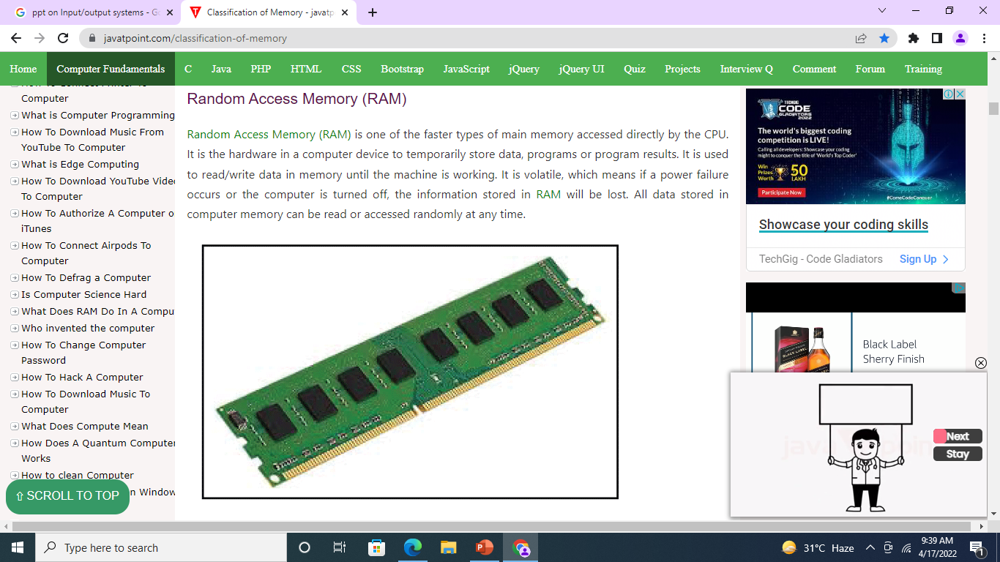 ppt on Input/output systems - Go
Classification of Memory - javatp
javatpoint.com/classification-of-memory
Home
Computer Fundamentals
C
Java
PHP
HTML
CSS
Bootstrap
JavaScript
jQuery
jQuery UI
Quiz
Projects
Interview Q
Comment
Forum
Training
How To Connect Printer To
Computer
What is Computer Programming
How To Download Music From
YouTube To Computer
What is Edge Computing
How To Download YouTube Vide
To Computer
How To Authorize A Computer o
iTunes
How To Connect Airpods To
Computer
How To Defrag a Computer
Is Computer Science Hard
What Does RAM Do In A Compu
Who invented the computer
How To Change Computer
Password
How To Hack A Computer
How To Download Music To
Computer
What Does Compute Mean
How Does A Quantum Computer
Works
How to clean Computer
n Window
⇧ SCROLL TO TOP
Random Access Memory (RAM)
Random Access Memory (RAM) is one of the faster types of main memory accessed directly by the CPU.
It is the hardware in a computer device to temporarily store data, programs or program results. It is used
to read/write data in memory until the machine is working. It is volatile, which means if a power failure
occurs or the computer is turned off, the information stored in RAM will be lost. All data stored in
computer memory can be read or accessed randomly at any time.
TECHGIG
CODE
GLADIATORS
2022
The world's biggest coding
competition is LIVE!
Calling all developers: Showcase your coding
might to conquer the title of 'World's Top Coder'
Win
Prizes
Worth
50
LAKH
Participate Now
#ComeCodeConquer
Showcase your coding skills
TechGig - Code Gladiators
Sign Up
BLACK LABEL
Black Label
Sherry Finish
javaTpoint
Next
Stay
Type here to search
31°C Haze
9:39 AM
4/17/2022
1